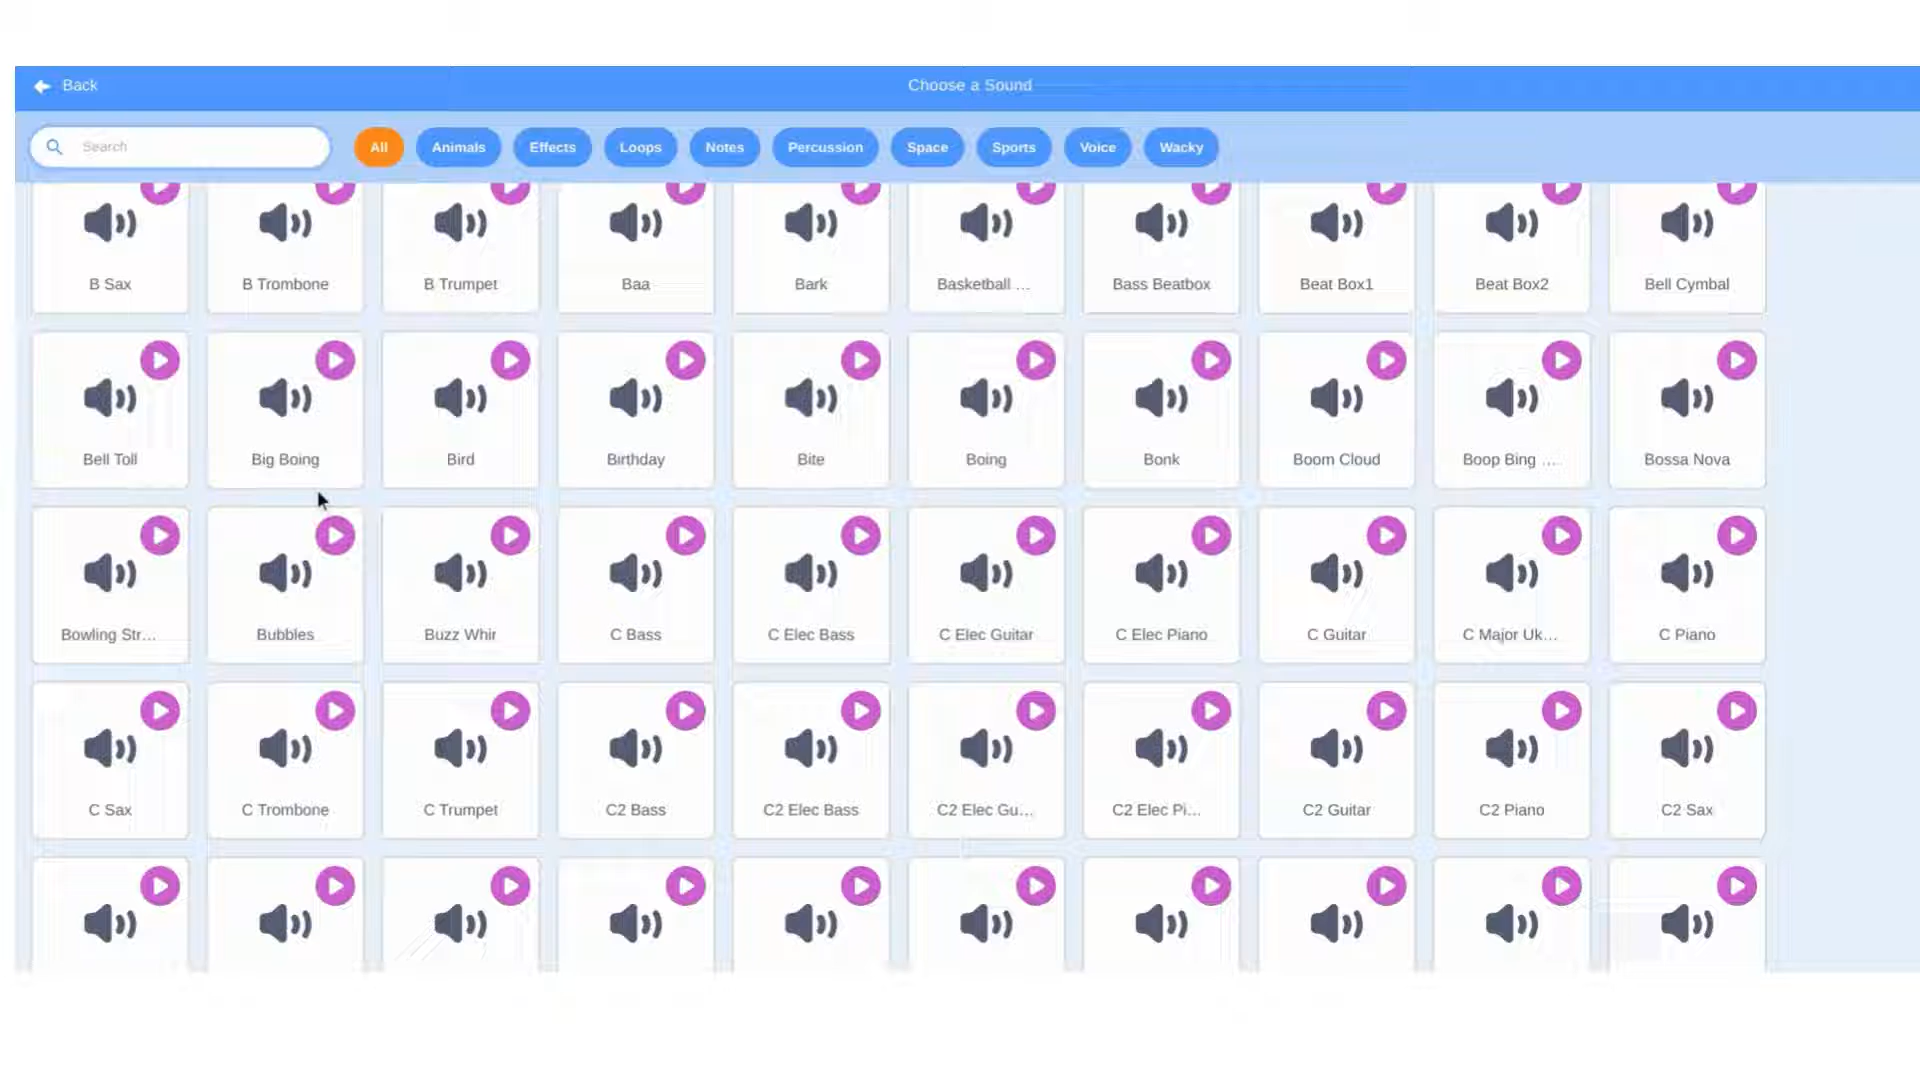 Back
Choose a Sound
Search
All
Animals
Effects
Loops
Notes
Percussion
Space
Sports
Voice
Wacky
B Sax
B Trombone
B Trumpet
Baa
Bark
Basketball ...
Bass Beatbox
Beat Box1
Beat Box2
Bell Cymbal
Bell Toll
Big Boing
Bird
Birthday
Bite
Boing
Bonk
Boom Cloud
Boop Bing ...
Bossa Nova
Bowling Str...
Bubbles
Buzz Whir
C Bass
C Elec Bass
C Elec Guitar
C Elec Piano
C Guitar
C Major Uk...
C Piano
C Sax
C Trombone
C Trumpet
C2 Bass
C2 Elec Bass
C2 Elec Gu...
C2 Elec Pi...
C2 Guitar
C2 Piano
C2 Sax